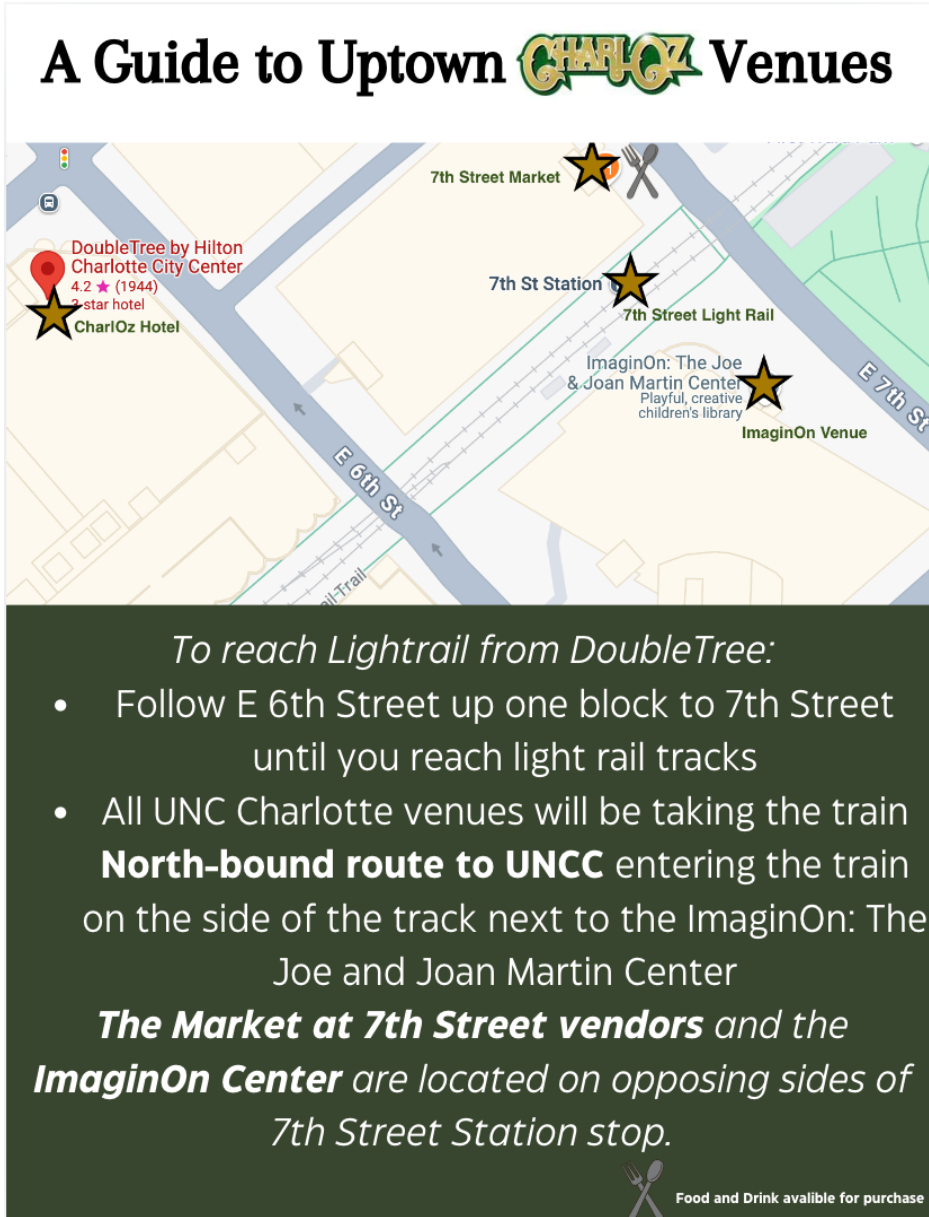 A Guide to Uptown CHARLOZ Venues
7th Street Market
DoubleTree by Hilton
Charlotte City Center
4.2 ★ (1944)
3-star hotel
CharlOz Hotel
7th St Station
7th Street Light Rail
ImaginOn: The Joe
& Joan Martin Center
Playful, creative
children's library
ImaginOn Venue
E 7th St
E 6th St
ail-Trail
To reach Lightrail from DoubleTree:
• Follow E 6th Street up one block to 7th Street
until you reach light rail tracks
• All UNC Charlotte venues will be taking the train
North-bound route to UNCC entering the train
on the side of the track next to the ImaginOn: The
Joe and Joan Martin Center
The Market at 7th Street vendors and the
ImaginOn Center are located on opposing sides of
7th Street Station stop.
Food and Drink avalible for purchase